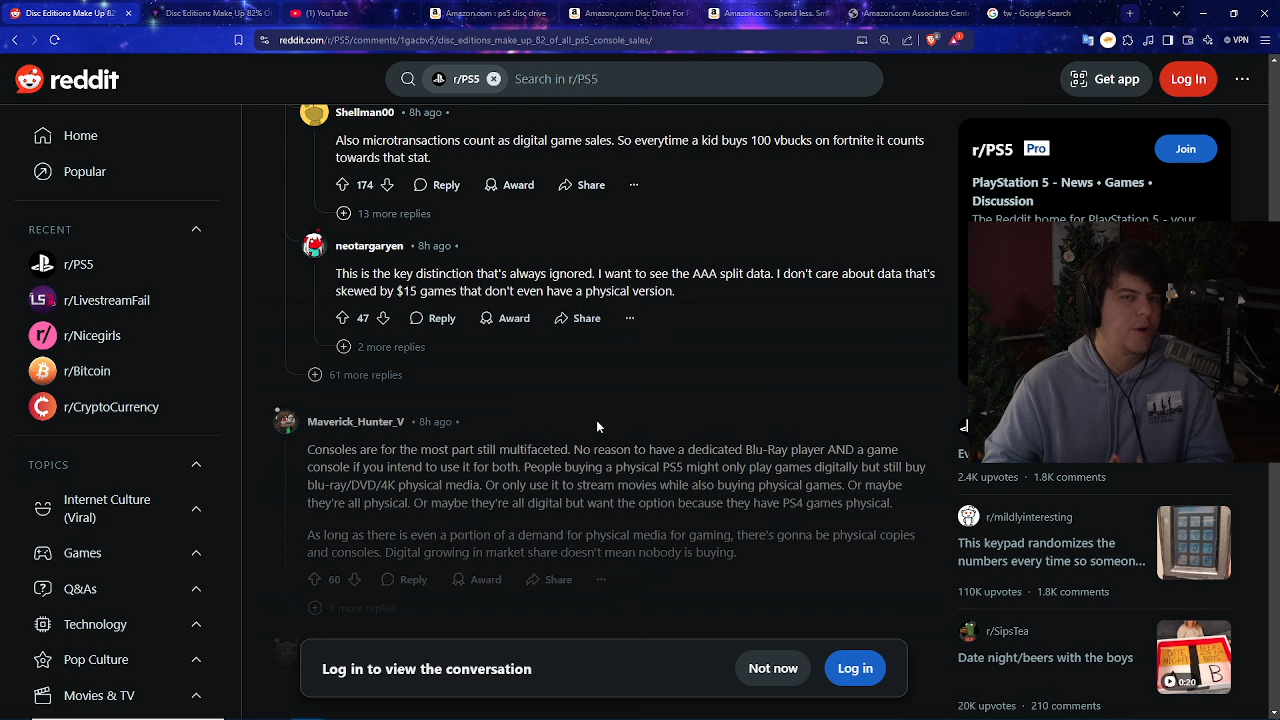 Disc Editions Make Up 82
Disc Editions Make Up 82% O
(1) YouTube
Amazon.com : ps5 disc drive
Amazon.com: Disc Drive For P
Amazon.com. Spend less. Smi
Amazon.com Associates Cent
tw - Google Search
reddit.com/r/PS5/comments/1gacbv5/disc_editions_make_up_82_of_all_ps5_console_sales/
VPN
reddit
r/PS5
Search in r/PS5
Get app
Log In
Home
Popular
RECENT
r/PS5
r/LivestreamFail
r/Nicegirls
r/Bitcoin
r/CryptoCurrency
TOPICS
Internet Culture
(Viral)
Games
Q&As
Technology
Pop Culture
Movies & TV
Shellman00 • 8h ago •
Also microtransactions count as digital game sales. So everytime a kid buys 100 vbucks on fortnite it counts
towards that stat.
174 Reply Award Share
13 more replies
neotargaryen • 8h ago •
This is the key distinction that's always ignored. I want to see the AAA split data. I don't care about data that's
skewed by $15 games that don't even have a physical version.
47 Reply Award Share
2 more replies
61 more replies
Maverick_Hunter_V • 8h ago •
Consoles are for the most part still multifaceted. No reason to have a dedicated Blu-Ray player AND a game
console if you intend to use it for both. People buying a physical PS5 might only play games digitally but still buy
blu-ray/DVD/4K physical media. Or only use it to stream movies while also buying physical games. Or maybe
they're all physical. Or maybe they're all digital but want the option because they have PS4 games physical.
As long as there is even a portion of a demand for physical media for gaming, there's gonna be physical copies
and consoles. Digital growing in market share doesn't mean nobody is buying.
60 Reply Award Share
9 more replies
Log in to view the conversation
Not now
Log in
r/PS5 Pro
Join
PlayStation 5 - News • Games •
Discussion
The Reddit home for PlayStation 5 - your
2.4K upvotes · 1.8K comments
r/mildlyinteresting
This keypad randomizes the
numbers every time so someon...
110K upvotes · 1.8K comments
r/SipsTea
Date night/beers with the boys
0:20
20K upvotes · 210 comments